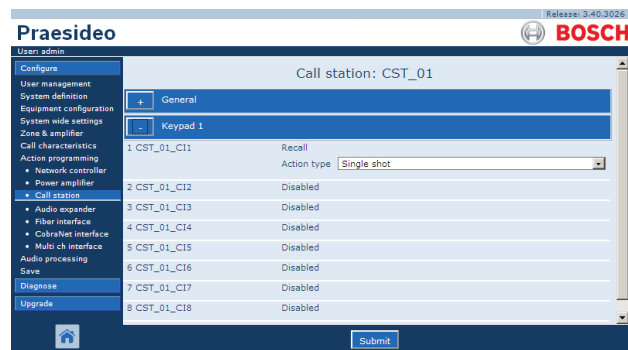 Release: 3.40.3026
Praesideo
BOSCH
User: admin
Configure
User management
System definition
Equipment configuration
System wide settings
Zone & amplifier
Call characteristics
Action programming
• Network controller
• Power amplifier
• Call station
• Audio expander
• Fiber interface
• CobraNet interface
• Multi ch interface
Audio processing
Save
Diagnose
Upgrade
Call station: CST_01
+ General
- Keypad 1
1 CST_01_CI1 Recall
Action type Single shot
2 CST_01_CI2 Disabled
3 CST_01_CI3 Disabled
4 CST_01_CI4 Disabled
5 CST_01_CI5 Disabled
6 CST_01_CI6 Disabled
7 CST_01_CI7 Disabled
8 CST_01_CI8 Disabled
Submit